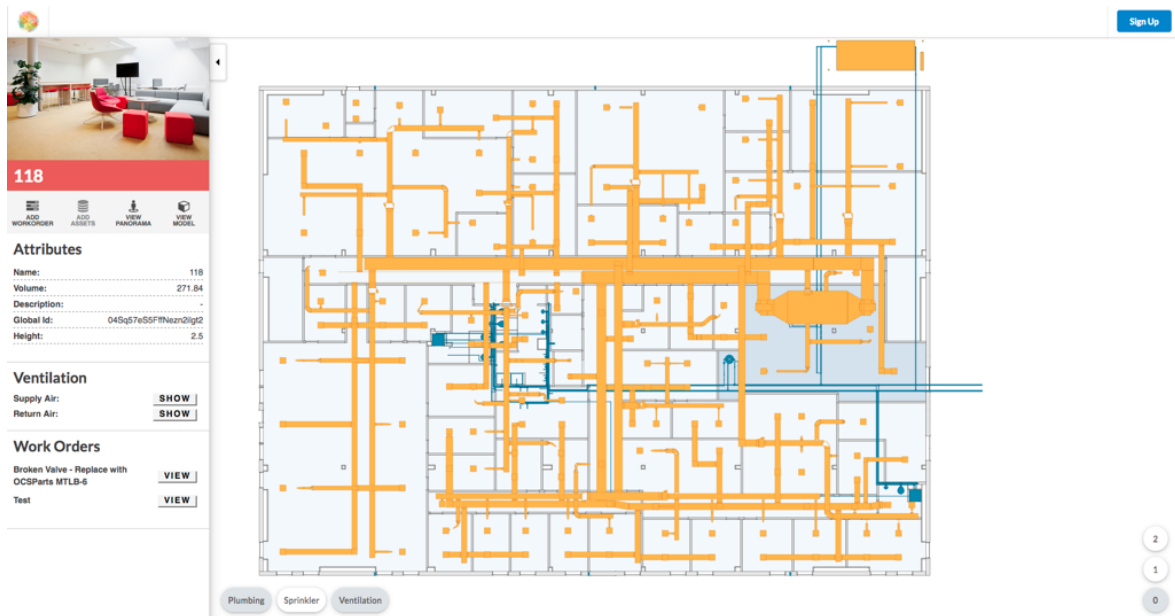 Sign Up
118
ADD
WORKORDER
ADD
ASSETS
VIEW
PANORAMA
VIEW
MODEL
Attributes
Name: 118
Volume: 271.84
Description: -
Global Id:
Height: 2.5
Ventilation
Supply Air: SHOW
Return Air: SHOW
Work Orders
Broken Valve - Replace with
OCSParts MTLB-6 VIEW
Test VIEW
Plumbing Sprinkler Ventilation
2
1
0